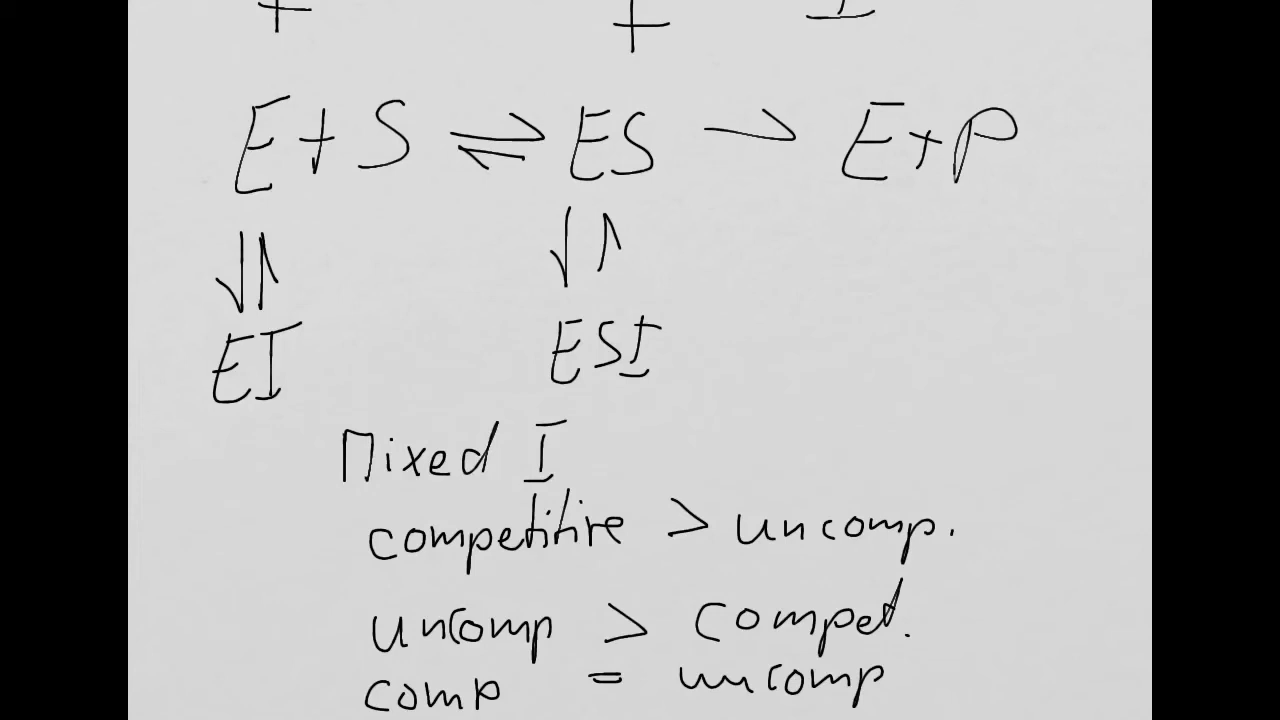 + + I
E + S ⇌ ES ⇀ E + P
⇃↾ ⇃↾
EI ESI
Mixed I
competitive > uncomp.
uncomp > compet.
comp = uncomp